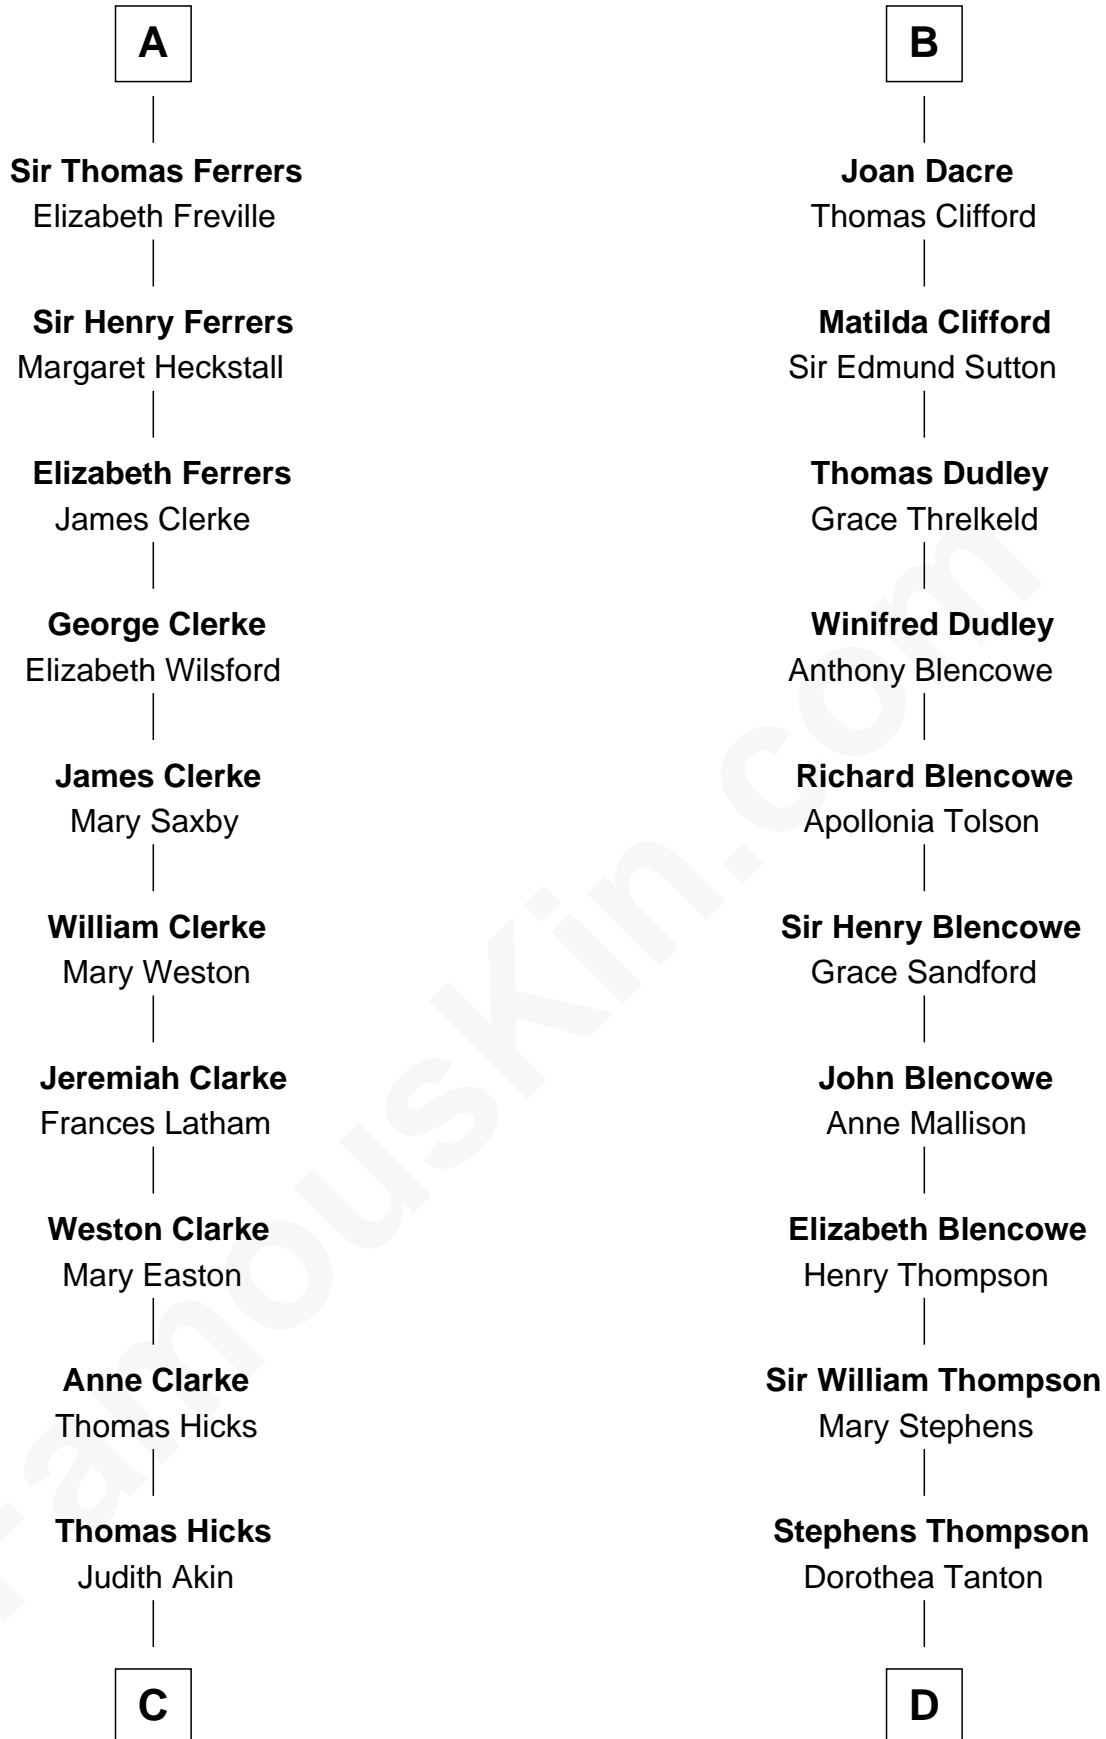 A
Sir Thomas Ferrers
Elizabeth Freville
Sir Henry Ferrers
Margaret Heckstall
Elizabeth Ferrers
James Clerke
George Clerke
Elizabeth Wilsford
James Clerke
Mary Saxby
William Clerke
Mary Weston
Jeremiah Clarke
Frances Latham
Weston Clarke
Mary Easton
Anne Clarke
Thomas Hicks
Thomas Hicks
Judith Akin
C
B
Joan Dacre
Thomas Clifford
Matilda Clifford
Sir Edmund Sutton
Thomas Dudley
Grace Threlkeld
Winifred Dudley
Anthony Blencowe
Richard Blencowe
Apollonia Tolson
Sir Henry Blencowe
Grace Sandford
John Blencowe
Anne Mallison
Elizabeth Blencowe
Henry Thompson
Sir William Thompson
Mary Stephens
Stephens Thompson
Dorothea Tanton
D
FamousKin.com